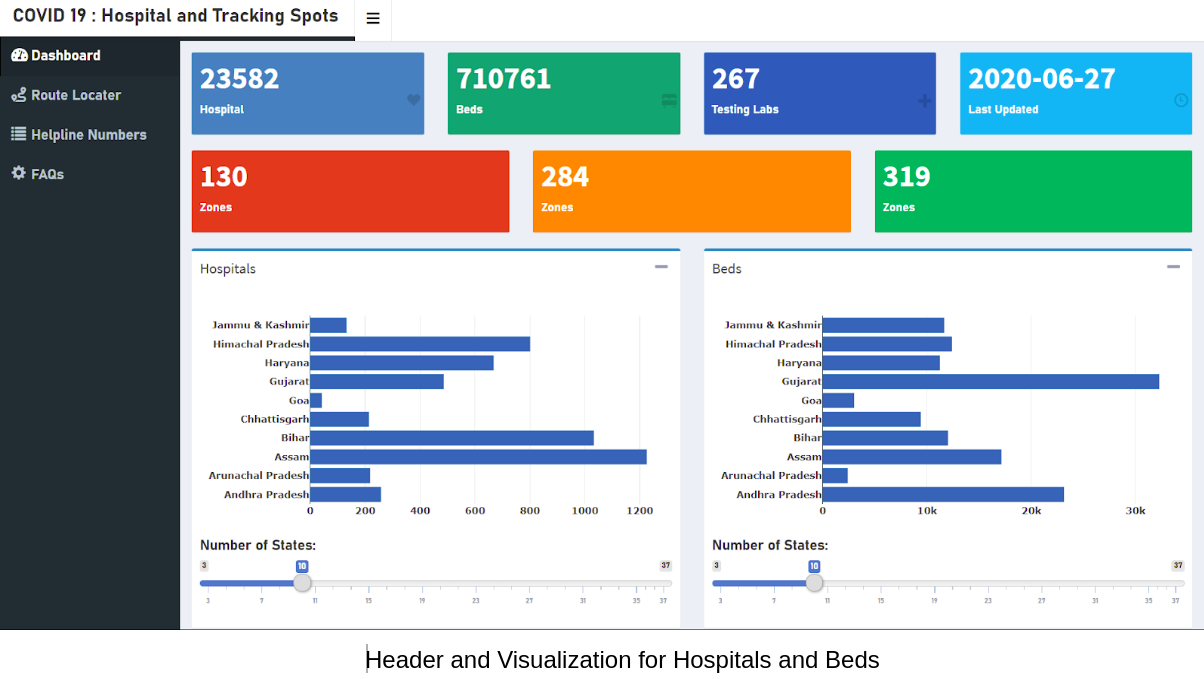 COVID 19 : Hospital and Tracking Spots
Dashboard
Route Locater
Helpline Numbers
FAQs
23582
Hospital
710761
Beds
267
Testing Labs
2020-06-27
Last Updated
130
Zones
284
Zones
319
Zones
Hospitals
Jammu & Kashmir
Himachal Pradesh
Haryana
Gujarat
Goa
Chhattisgarh
Bihar
Assam
Arunachal Pradesh
Andhra Pradesh
0 200 400 600 800 1000 1200
Number of States:
3 10 37
3 7 11 15 19 23 27 31 35 37
Beds
Jammu & Kashmir
Himachal Pradesh
Haryana
Gujarat
Goa
Chhattisgarh
Bihar
Assam
Arunachal Pradesh
Andhra Pradesh
0 10k 20k 30k
Number of States:
3 10 37
3 7 11 15 19 23 27 31 35 37
Header and Visualization for Hospitals and Beds